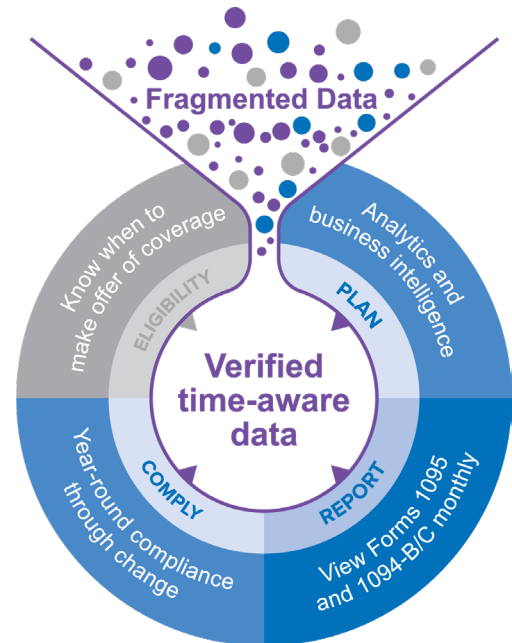 Fragmented Data
Know when to
make offer of coverage
ELIGIBILITY
Analytics and
business intelligence
PLAN
Verified
time-aware
data
COMPLY
Year-round compliance
through change
REPORT
View Forms 1095
and 1094-B/C monthly